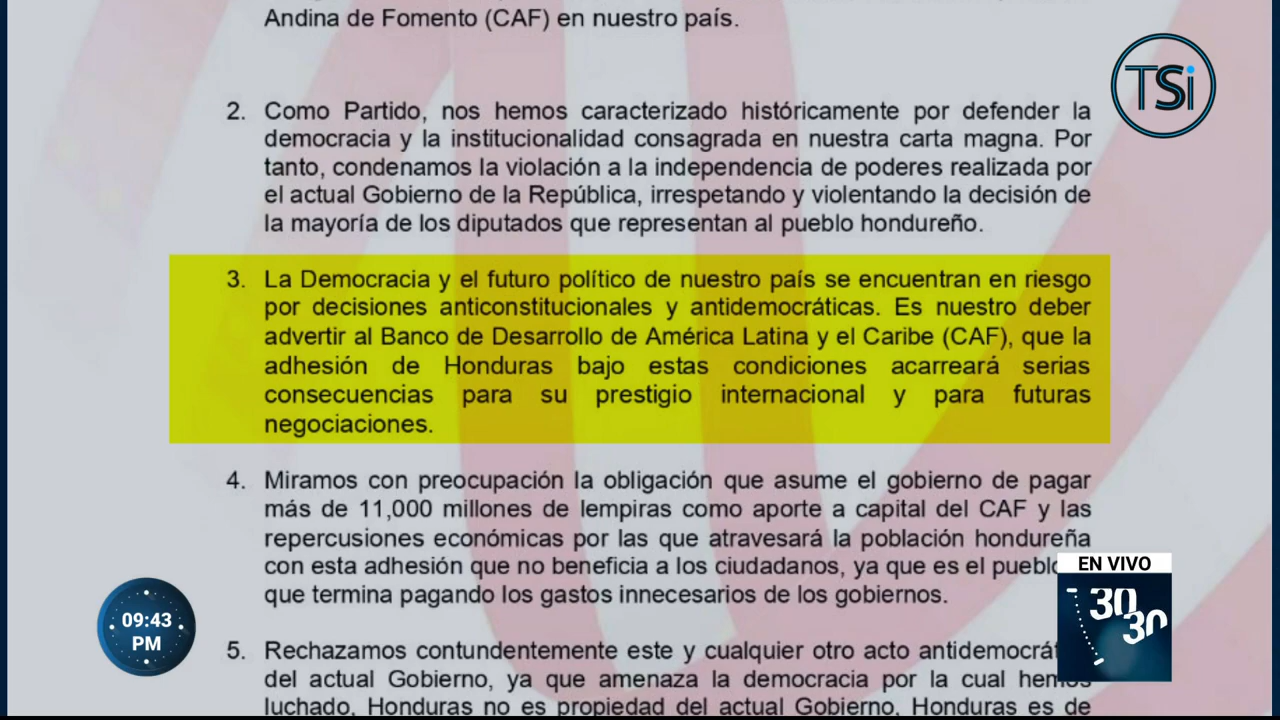 Andina de Fomento (CAF) en nuestro país.
TSi
2. Como Partido, nos hemos caracterizado históricamente por defender la
democracia y la institucionalidad consagrada en nuestra carta magna. Por
tanto, condenamos la violación a la independencia de poderes realizada por
el actual Gobierno de la República, irrespetando y violentando la decisión de
la mayoría de los diputados que representan al pueblo hondureño.
3. La Democracia y el futuro político de nuestro país se encuentran en riesgo
por decisiones anticonstitucionales y antidemocráticas. Es nuestro deber
advertir al Banco de Desarrollo de América Latina y el Caribe (CAF), que la
adhesión de Honduras bajo estas condiciones acarreará serias
consecuencias para su prestigio internacional y para futuras
negociaciones.
4. Miramos con preocupación la obligación que asume el gobierno de pagar
más de 11,000 millones de lempiras como aporte a capital del CAF y las
repercusiones económicas por las que atravesará la población hondureña
con esta adhesión que no beneficia a los ciudadanos, ya que es el pueblo
que termina pagando los gastos innecesarios de los gobiernos.
5. Rechazamos contundentemente este y cualquier otro acto
del actual Gobierno, ya que amenaza la democracia por la cual hemos
luchado. Honduras no es propiedad del actual Gobierno, Honduras es de
EN VIVO
30
30
09:43
PM